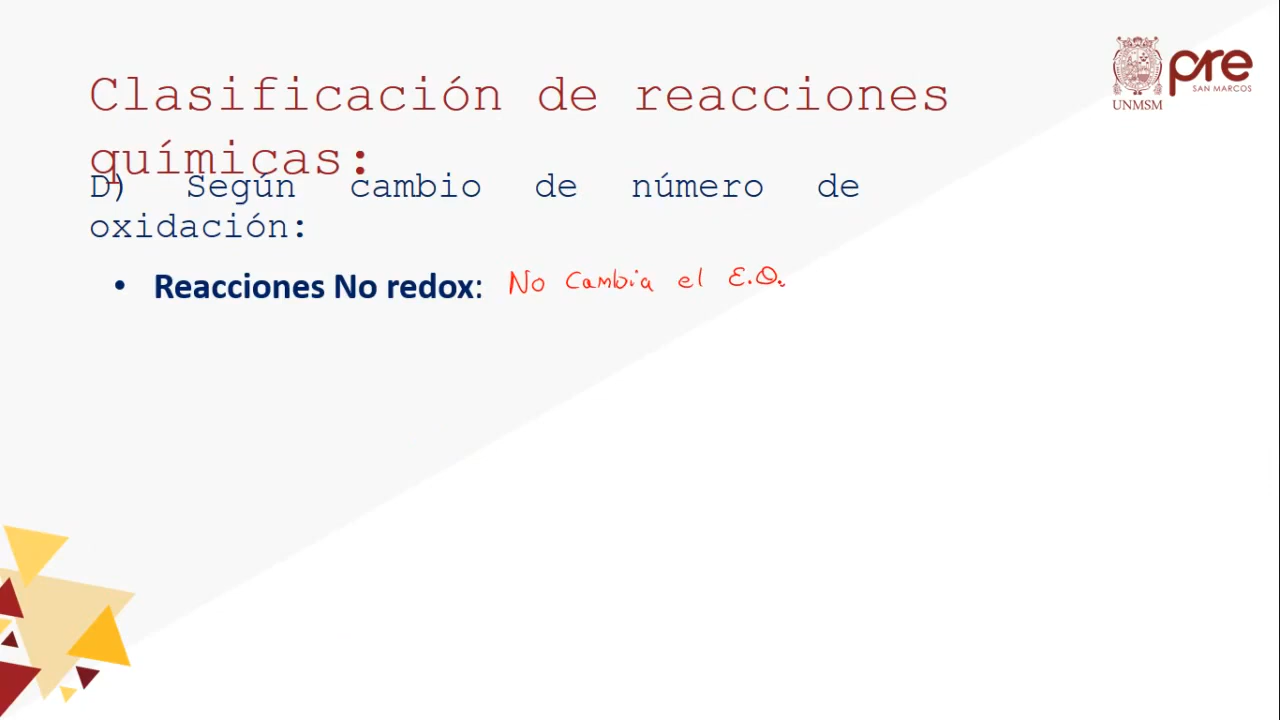 pre
SAN MARCOS
UNMSM
Clasificación de reacciones
químicas:
D) Según cambio de número de
oxidación:
• Reacciones No redox: No Cambia el E.O.